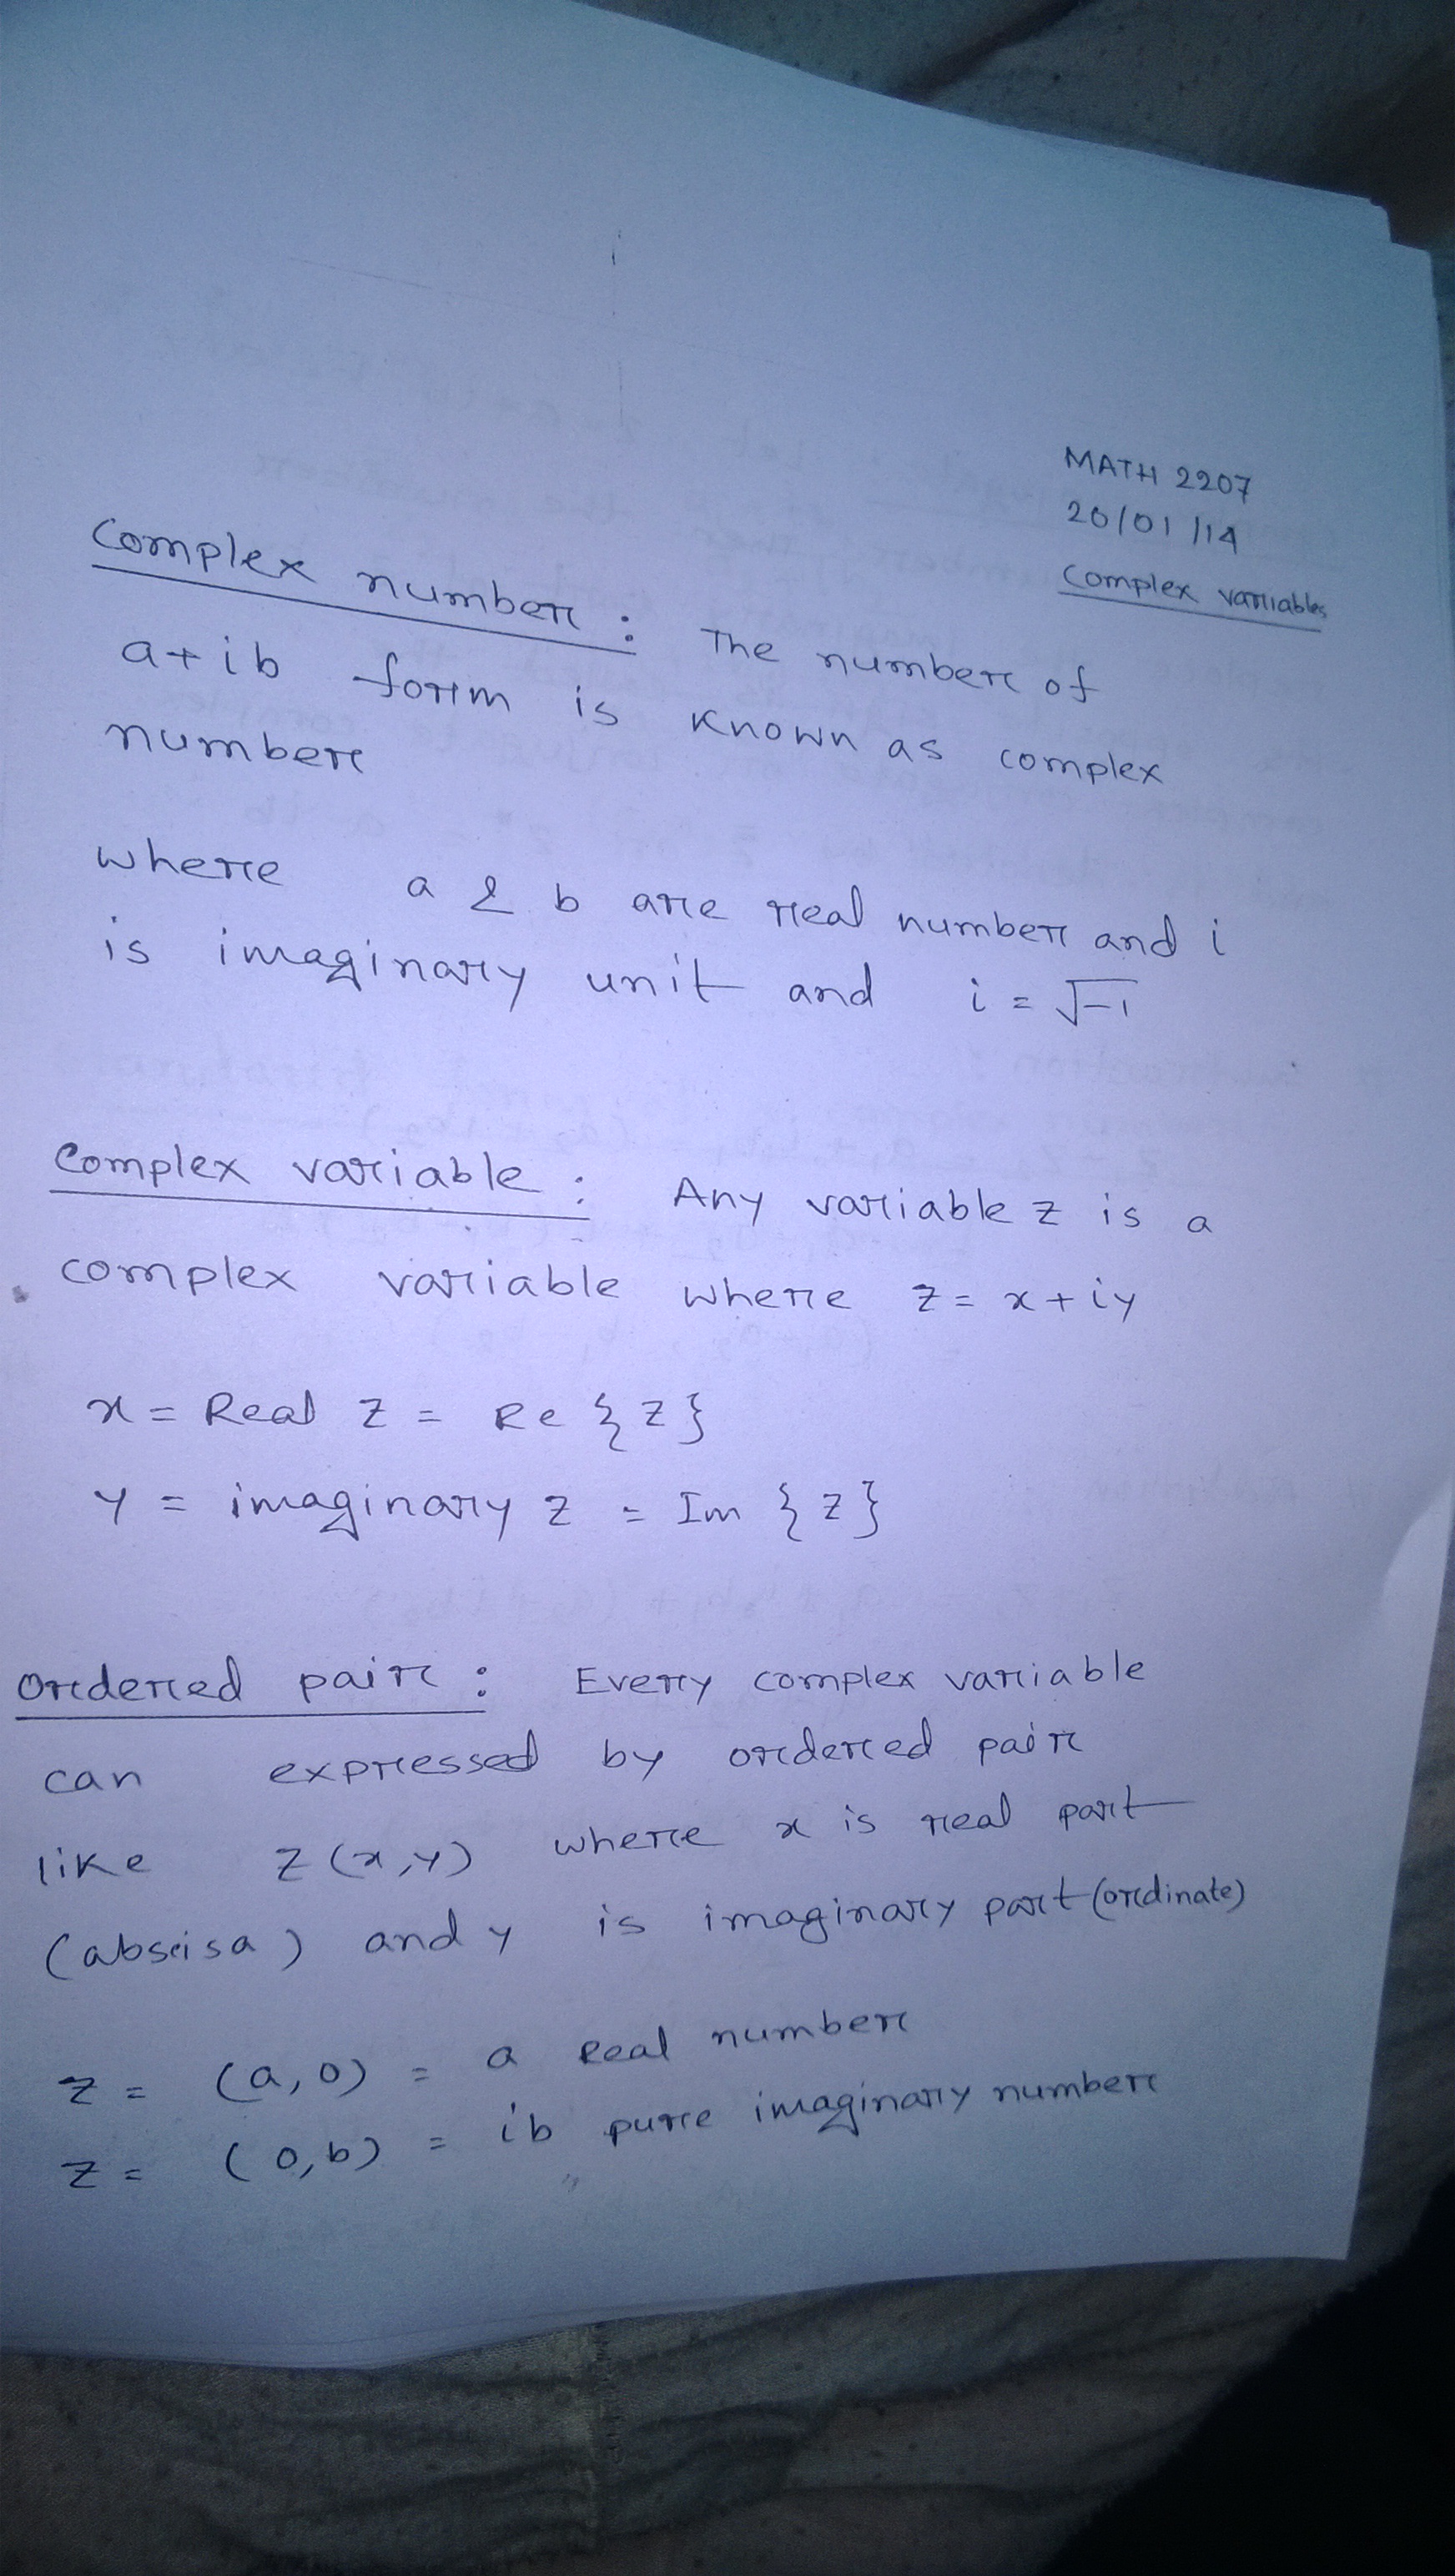 MATH 2207
20/01/14
Complex variables
Complex number : The number of
a+ib form is known as complex
number
where a & b are real number and i
is imaginary unit and i = √-1
Complex variable : Any variable z is a
complex variable where z = x + iy
x = Real z = Re {z}
y = imaginary z = Im {z}
Ordered pair : Every complex variable
can expressed by ordered pair
like z (x,y) where x is real part
(abscisa) and y is imaginary part (ordinate)
z = (a,0) = a Real number
z = (0,b) = ib pure imaginary number